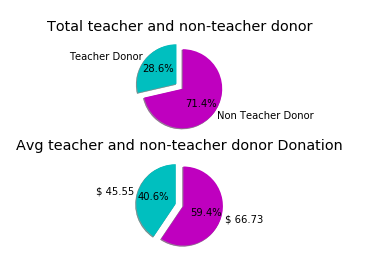 Total teacher and non-teacher donor
Teacher Donor
28.6%
71.4%
Non Teacher Donor
Avg teacher and non-teacher donor Donation
$ 45.55
40.6%
59.4%
$ 66.73